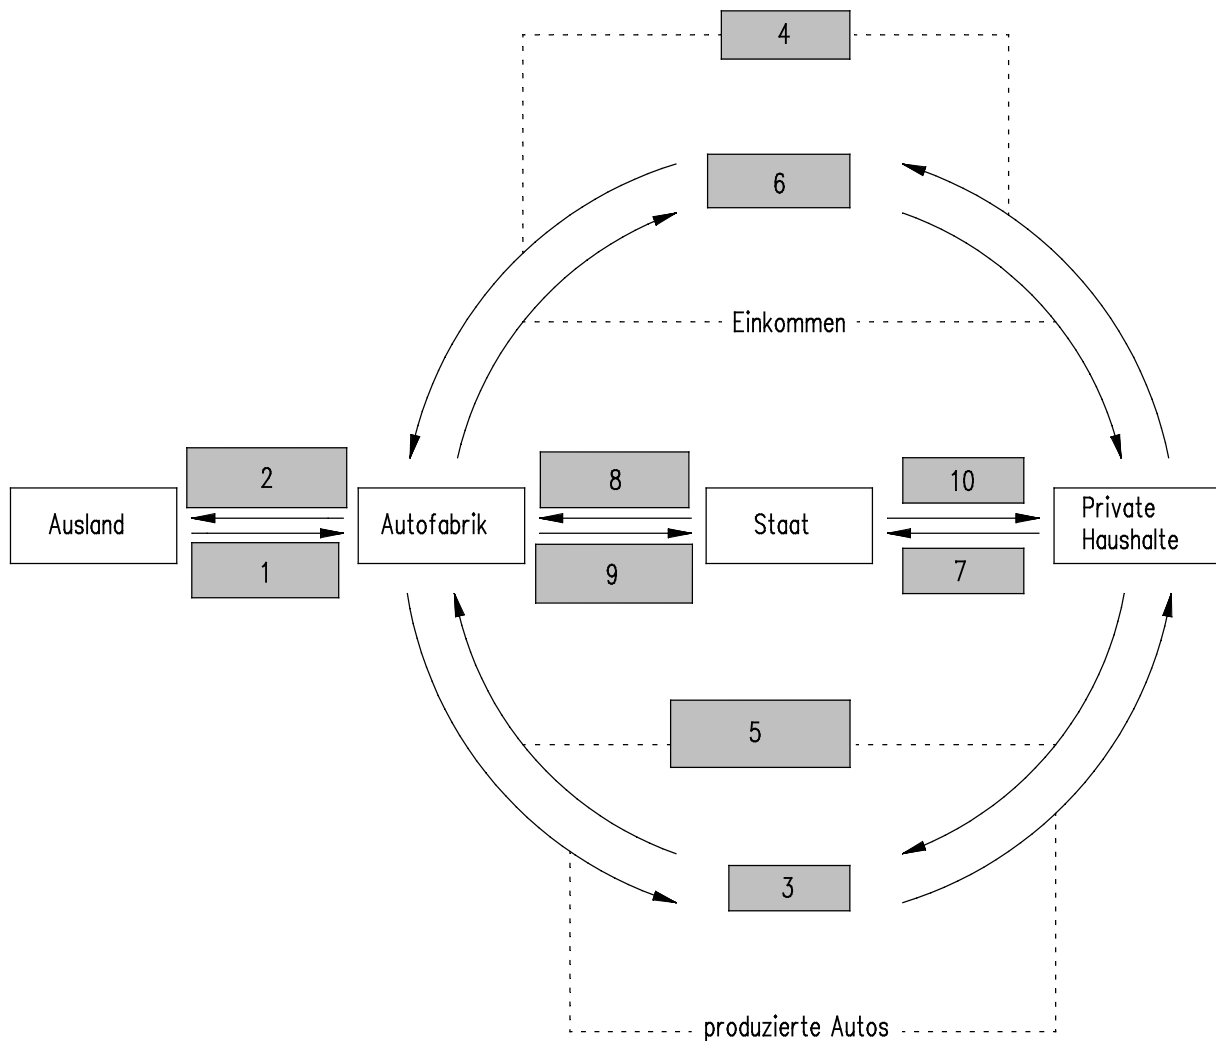 4
6
Einkommen
2
8
10
Ausland
Autofabrik
Staat
Private
Haushalte
1
9
7
5
3
produzierte Autos